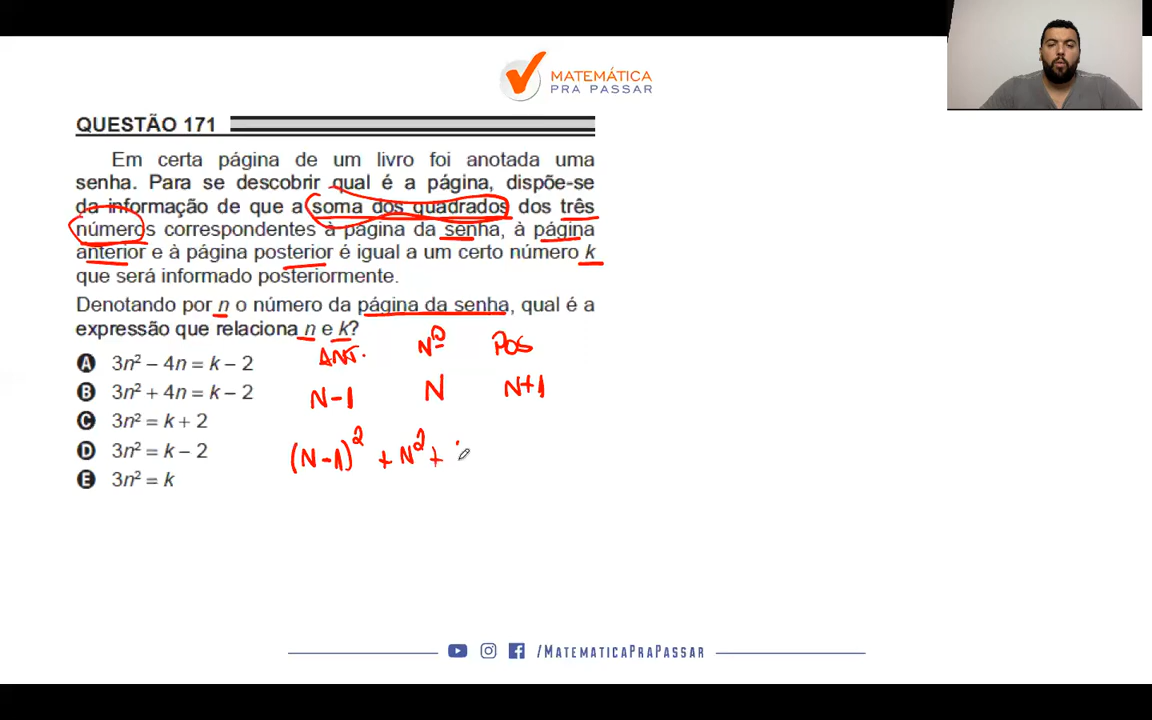 MATEMÁTICA
PRA PASSAR
QUESTÃO 171
Em certa página de um livro foi anotada uma
senha. Para se descobrir qual é a página, dispõe-se
da informação de que a soma dos quadrados dos três
números correspondentes à página da senha, à página
anterior e à página posterior é igual a um certo número k
que será informado posteriormente.
Denotando por n o número da página da senha, qual é a
expressão que relaciona n e k?
A 3n² – 4n = k – 2
B 3n² + 4n = k – 2
C 3n² = k + 2
D 3n² = k – 2
E 3n² = k
ANT. Nº POS
N-1 N N+1
(N-1)² + N² +
/MATEMATICAPRAPASSAR